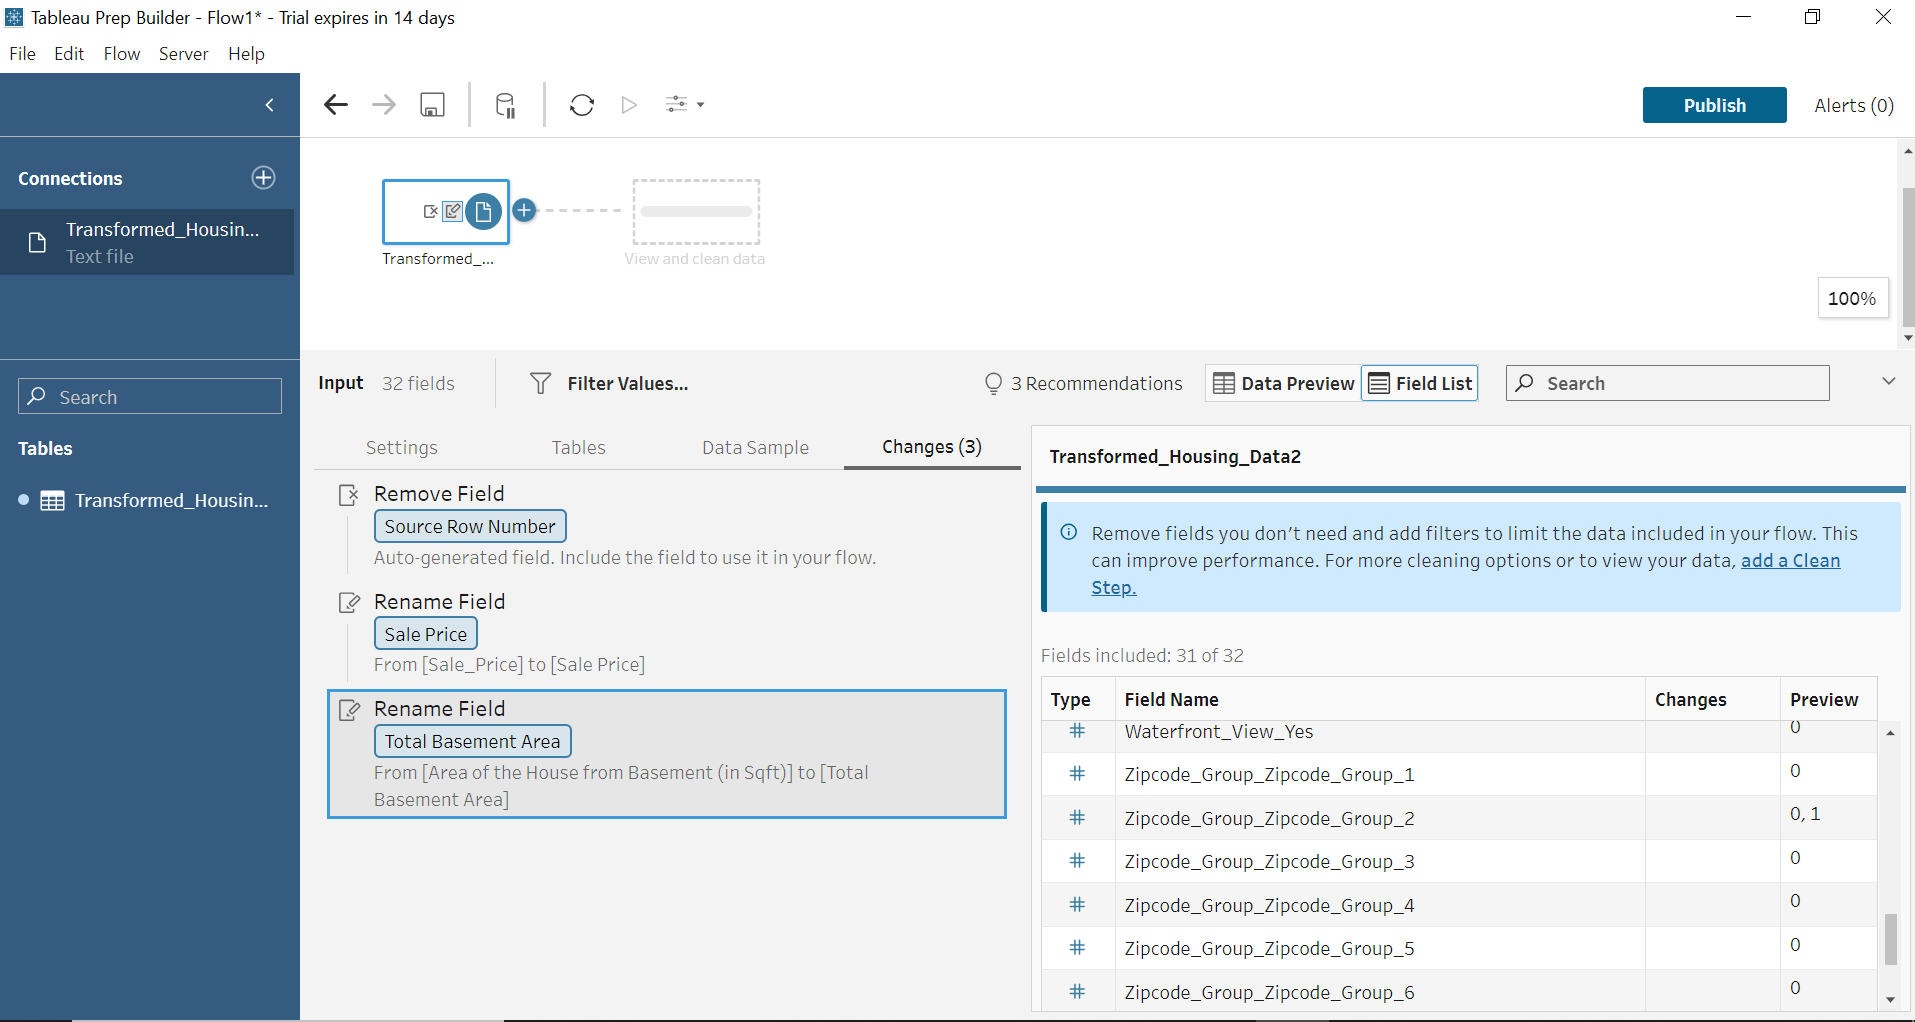 Tableau Prep Builder - Flow1* - Trial expires in 14 days
File Edit Flow Server Help
Publish Alerts (0)
Connections
Transformed_Housin...
Text file
Transformed_...
View and clean data
100%
Search
Tables
Transformed_Housin...
Input 32 fields Filter Values... 3 Recommendations Data Preview Field List Search
Settings Tables Data Sample Changes (3)
Remove Field
Source Row Number
Auto-generated field. Include the field to use it in your flow.
Rename Field
Sale Price
From [Sale_Price] to [Sale Price]
Rename Field
Total Basement Area
From [Area of the House from Basement (in Sqft)] to [Total
Basement Area]
Transformed_Housing_Data2
Remove fields you don’t need and add filters to limit the data included in your flow. This
can improve performance. For more cleaning options or to view your data, add a Clean
Step.
Fields included: 31 of 32
Type Field Name Changes Preview
# Waterfront_View_Yes 0
# Zipcode_Group_Zipcode_Group_1 0
# Zipcode_Group_Zipcode_Group_2 0, 1
# Zipcode_Group_Zipcode_Group_3 0
# Zipcode_Group_Zipcode_Group_4 0
# Zipcode_Group_Zipcode_Group_5 0
# Zipcode_Group_Zipcode_Group_6 0